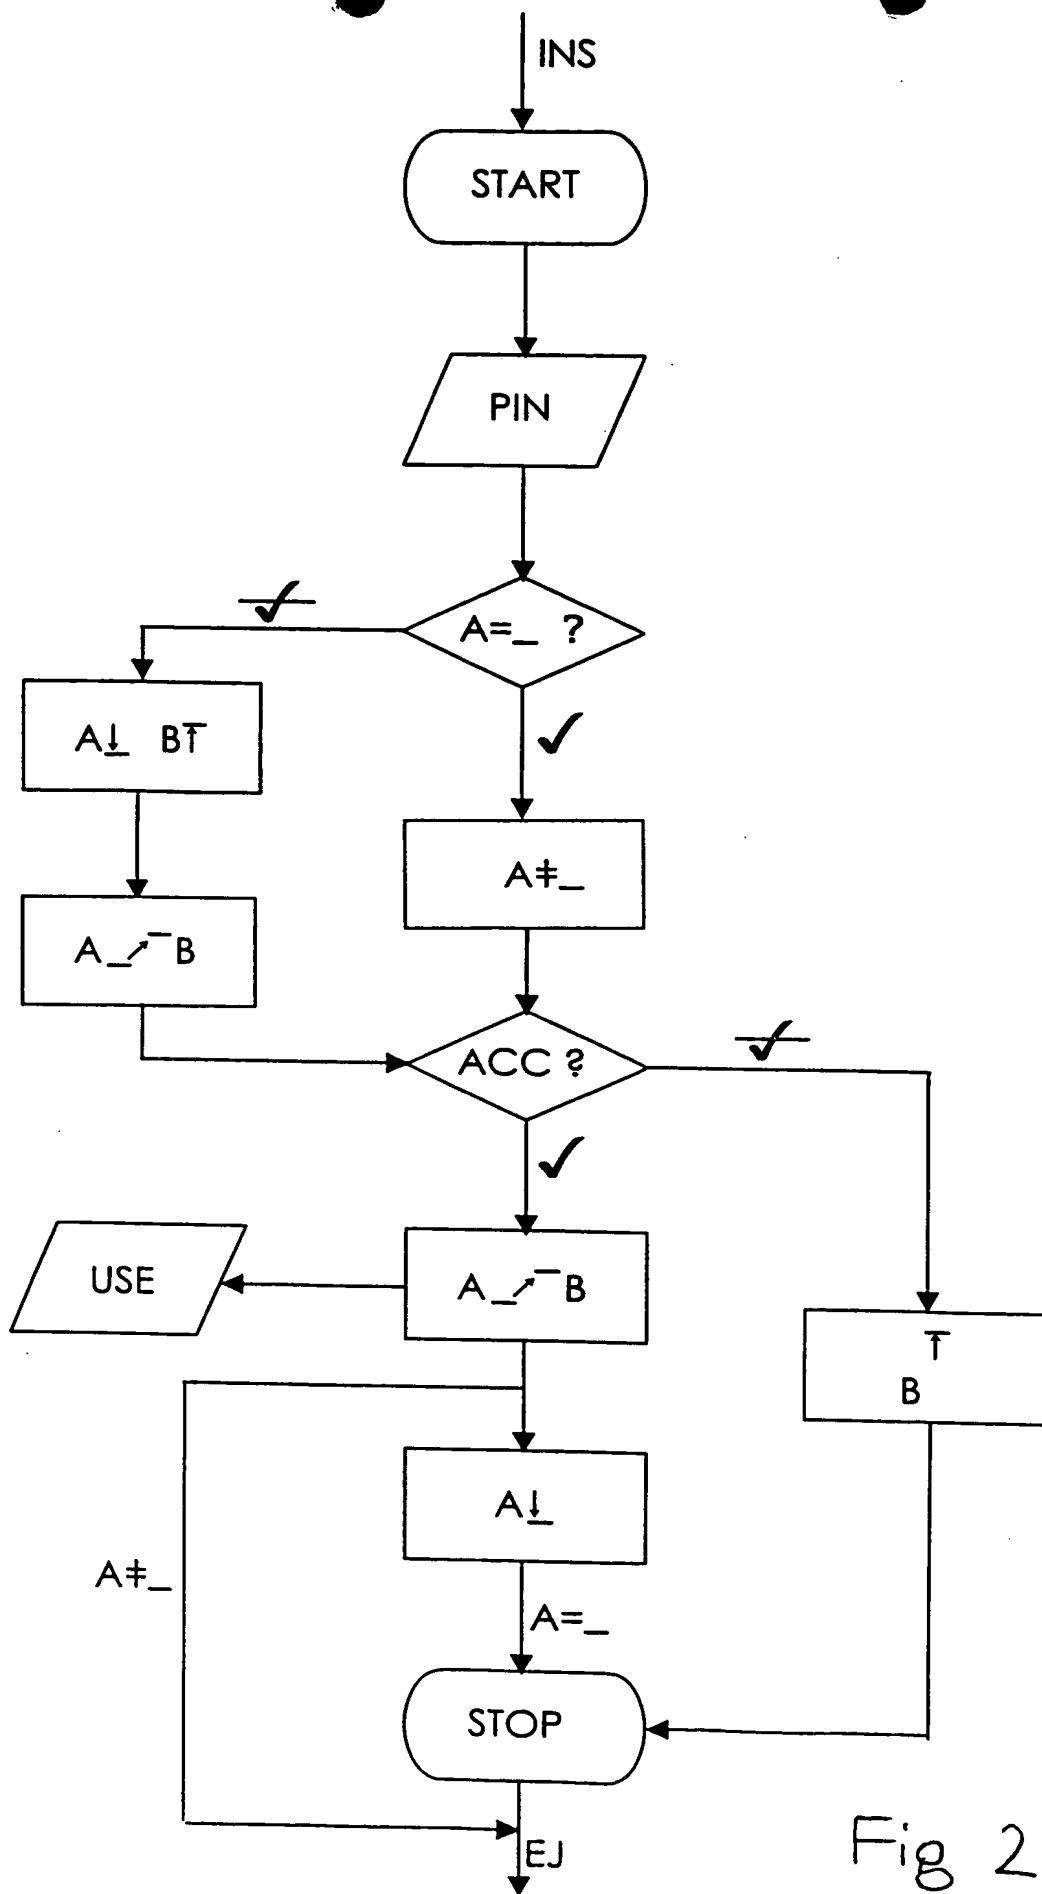 INS
START
PIN
A=_ ?
✓̶
✓
A↓_ B↑‾
A≠_
A_↗‾B
ACC ?
✓̶
✓
USE
A_↗‾B
↑‾
B
A↓_
A≠_
A=_
STOP
EJ
Fig 2